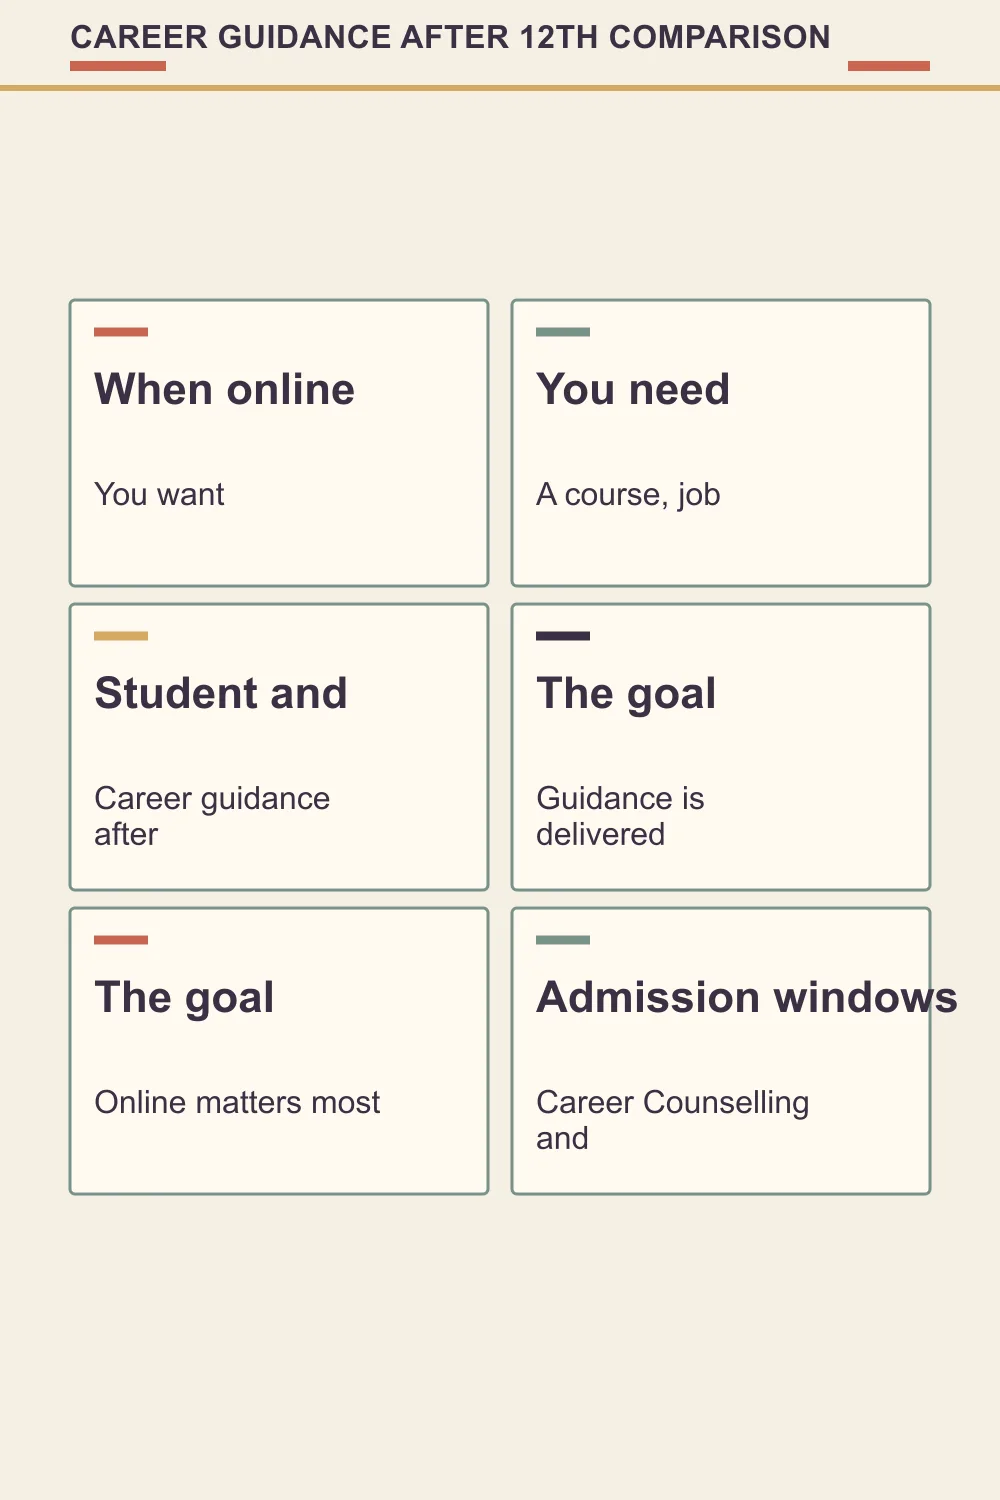 CAREER GUIDANCE AFTER 12TH COMPARISON
When online
You want
You need
A course, job
Student and
Career guidance
after
The goal
Guidance is
delivered
The goal
Online matters most
Admission windows
Career Counselling
and